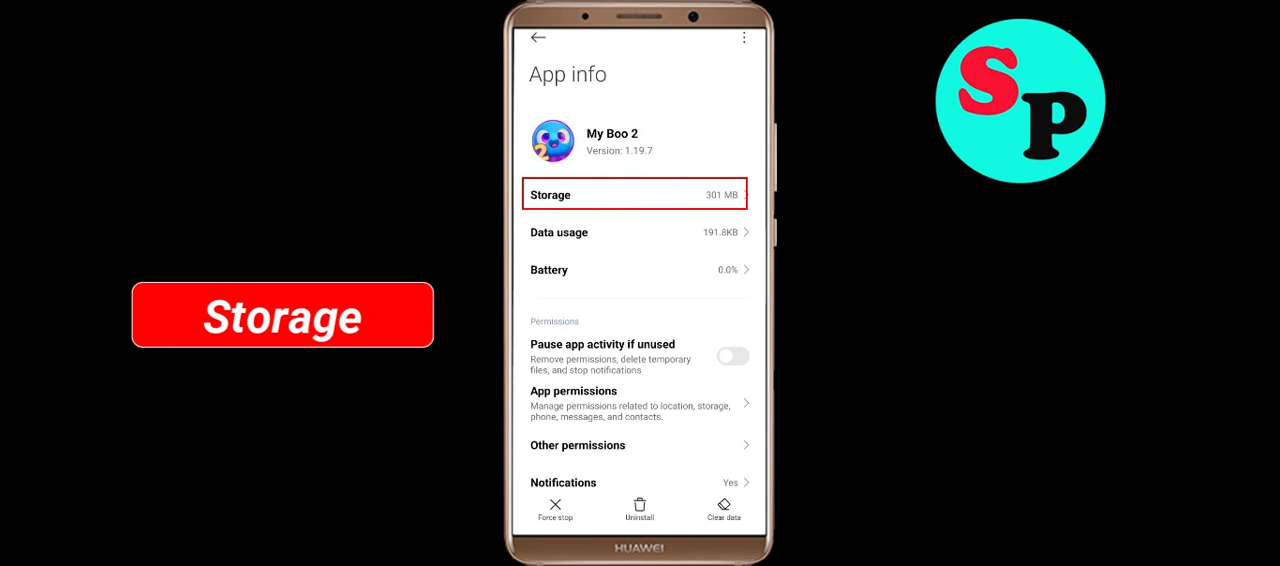 App info
My Boo 2
Version: 1.19.7
Storage 301 MB
Data usage 191.8KB
Battery 0.0%
Permissions
Pause app activity if unused
Remove permissions, delete temporary
files, and stop notifications
App permissions
Manage permissions related to location, storage,
phone, messages, and contacts.
Other permissions
Notifications Yes
Force stop Uninstall Clear data
HUAWEI
Storage
SP
2